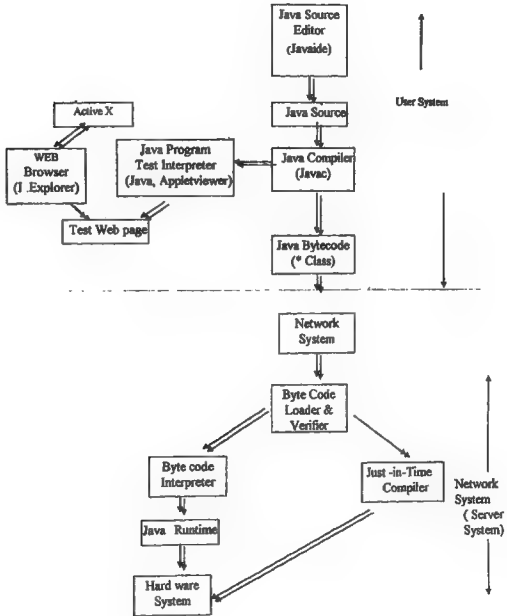 Java Source
Editor
(Javaide)
User System
Active X
Java Source
WEB
Browser
(I .Explorer)
Java Program
Test Interpreter
(Java, Appletviewer)
Java Compiler
(Javac)
Test Web page
Java Bytecode
(* Class)
Network
System
Byte Code
Loader &
Verifier
Byte code
Interpreter
Just -in-Time
Compiler
Network
System
( Server
System)
Java Runtime
Hard ware
System